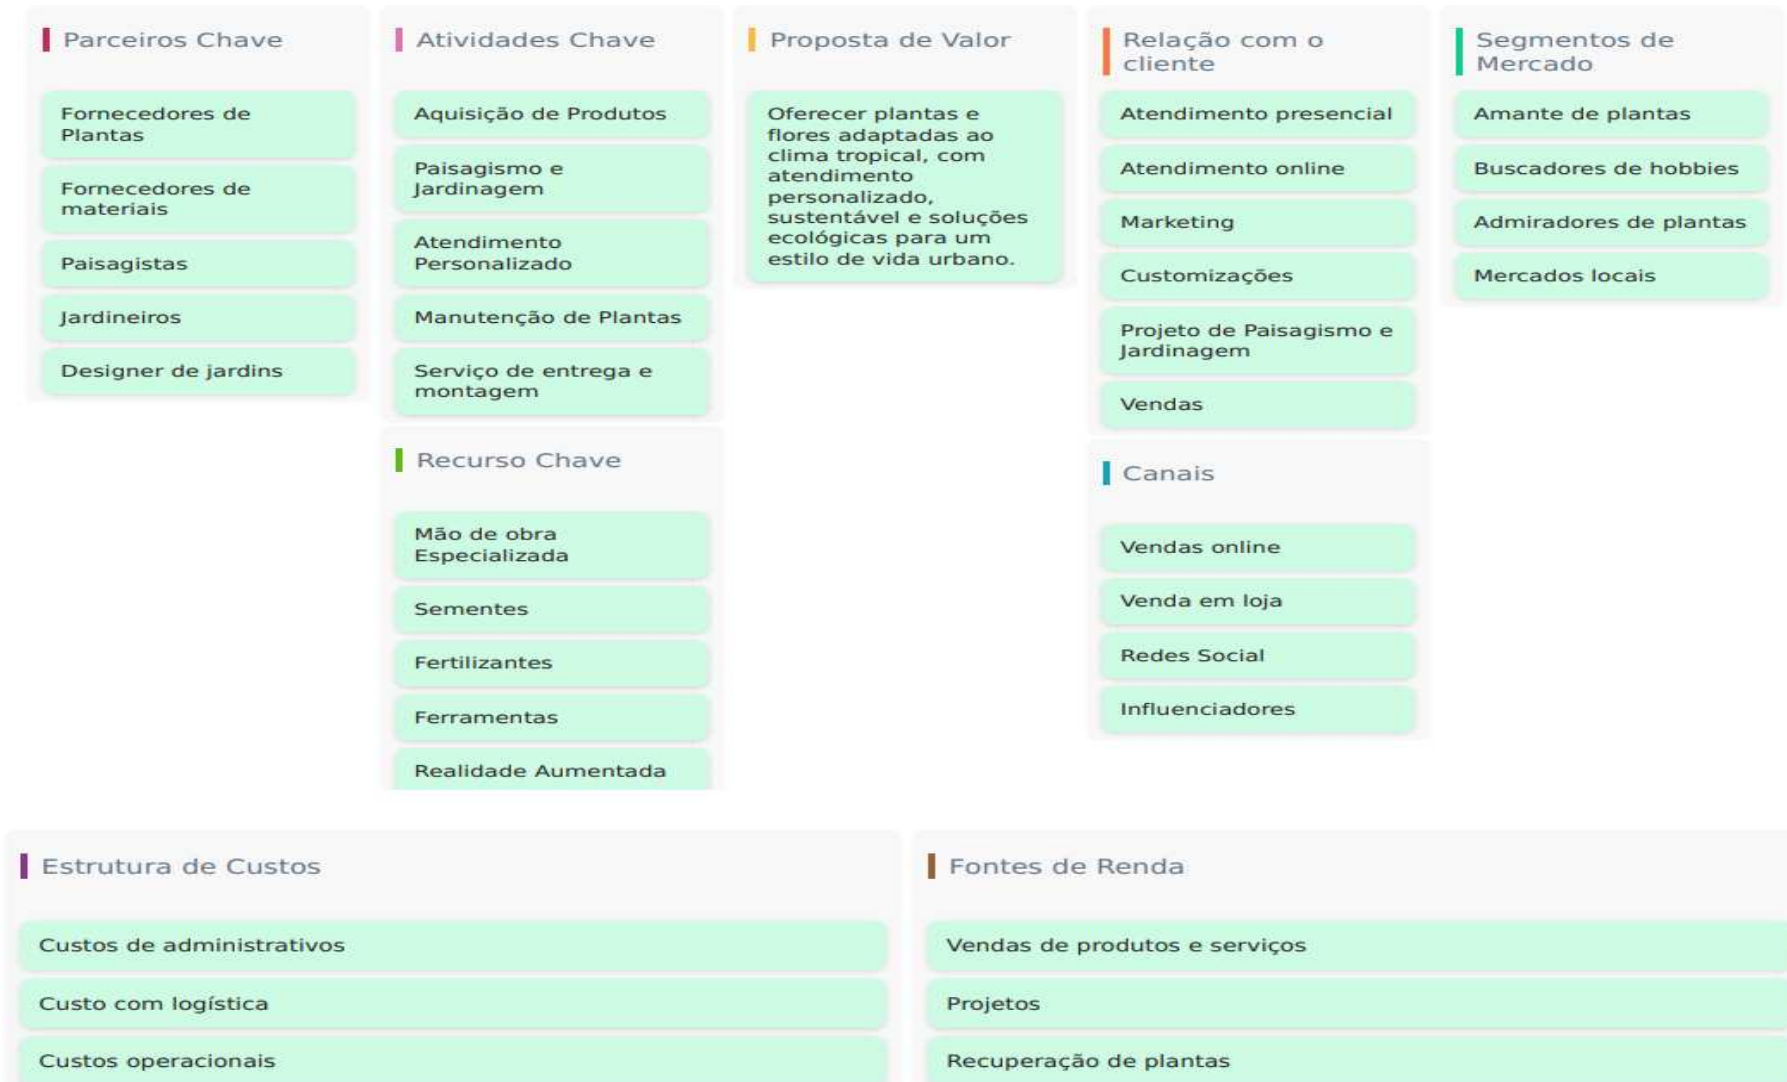 Parceiros Chave
Fornecedores de
Plantas
Fornecedores de
materiais
Paisagistas
Jardineiros
Designer de jardins
Atividades Chave
Aquisição de Produtos
Paisagismo e
Jardinagem
Atendimento
Personalizado
Manutenção de Plantas
Serviço de entrega e
montagem
Recurso Chave
Mão de obra
Especializada
Sementes
Fertilizantes
Ferramentas
Realidade Aumentada
Proposta de Valor
Oferecer plantas e
flores adaptadas ao
clima tropical, com
atendimento
personalizado,
sustentável e soluções
ecológicas para um
estilo de vida urbano.
Relação com o
cliente
Atendimento presencial
Atendimento online
Marketing
Customizações
Projeto de Paisagismo e
Jardinagem
Vendas
Canais
Vendas online
Venda em loja
Redes Social
Influenciadores
Segmentos de
Mercado
Amante de plantas
Buscadores de hobbies
Admiradores de plantas
Mercados locais
Estrutura de Custos
Custos de administrativos
Custo com logística
Custos operacionais
Fontes de Renda
Vendas de produtos e serviços
Projetos
Recuperação de plantas